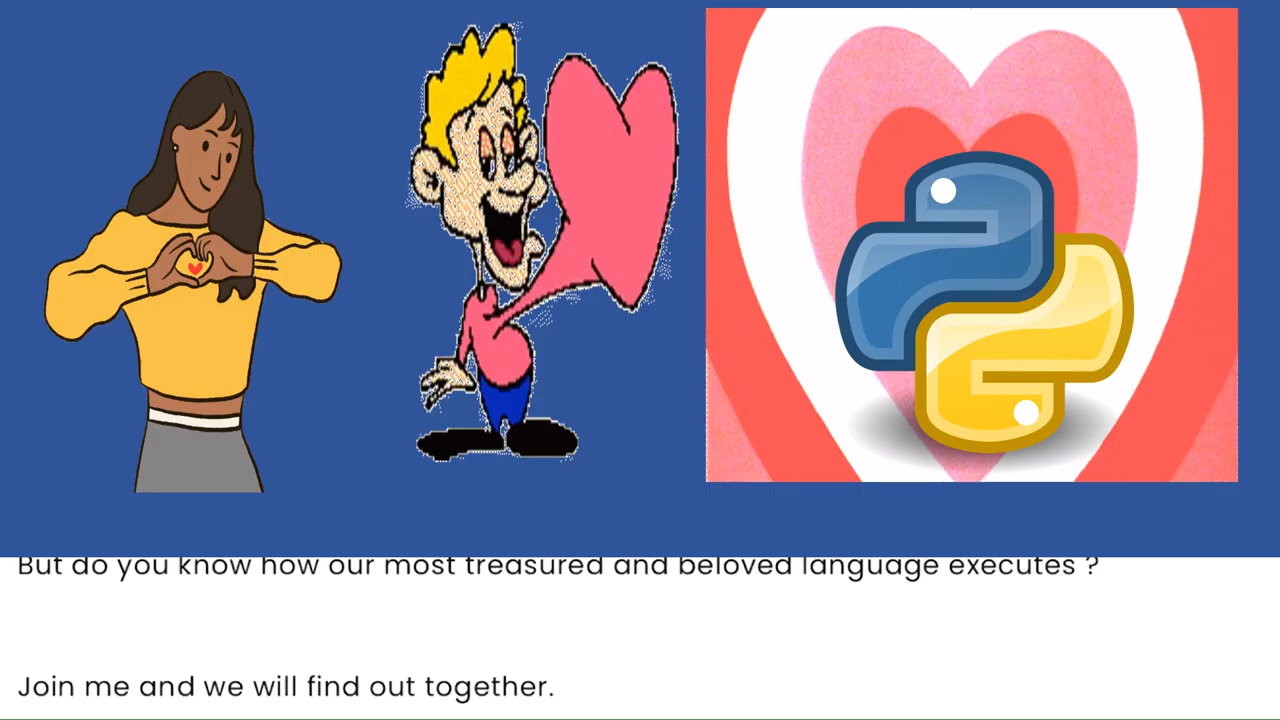 But do you know how our most treasured and beloved language executes ?
Join me and we will find out together.